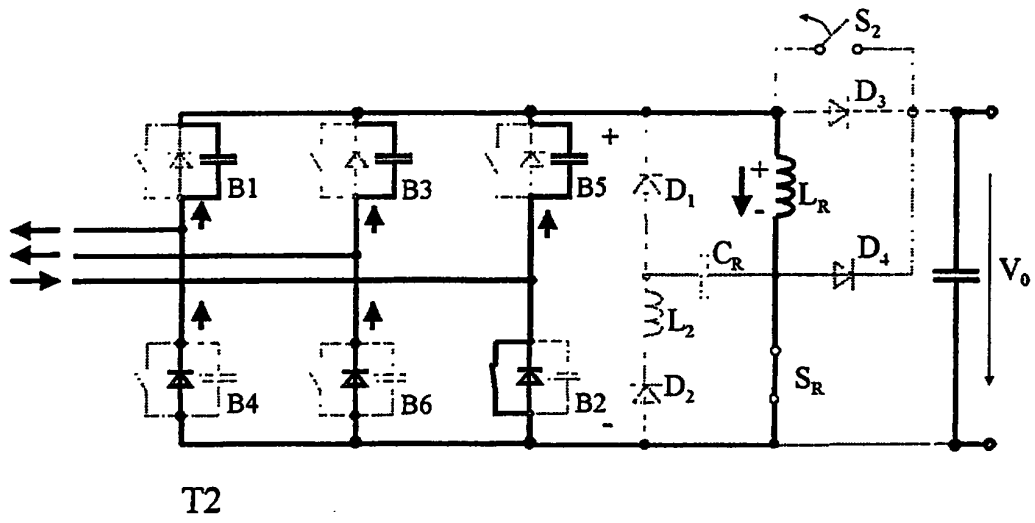 S2
D3
+
B1
B3
B5
D1
+
-
LR
CR
D4
V0
L2
SR
B4
B6
B2
D2
-
T2